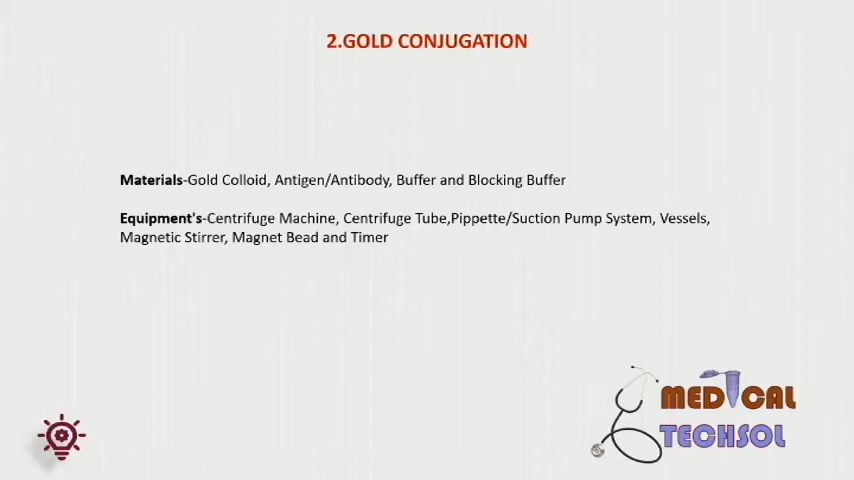 2.GOLD CONJUGATION
Materials-Gold Colloid, Antigen/Antibody, Buffer and Blocking Buffer
Equipment's-Centrifuge Machine, Centrifuge Tube,Pippette/Suction Pump System, Vessels,
Magnetic Stirrer, Magnet Bead and Timer
MEDICAL
TECHSOL